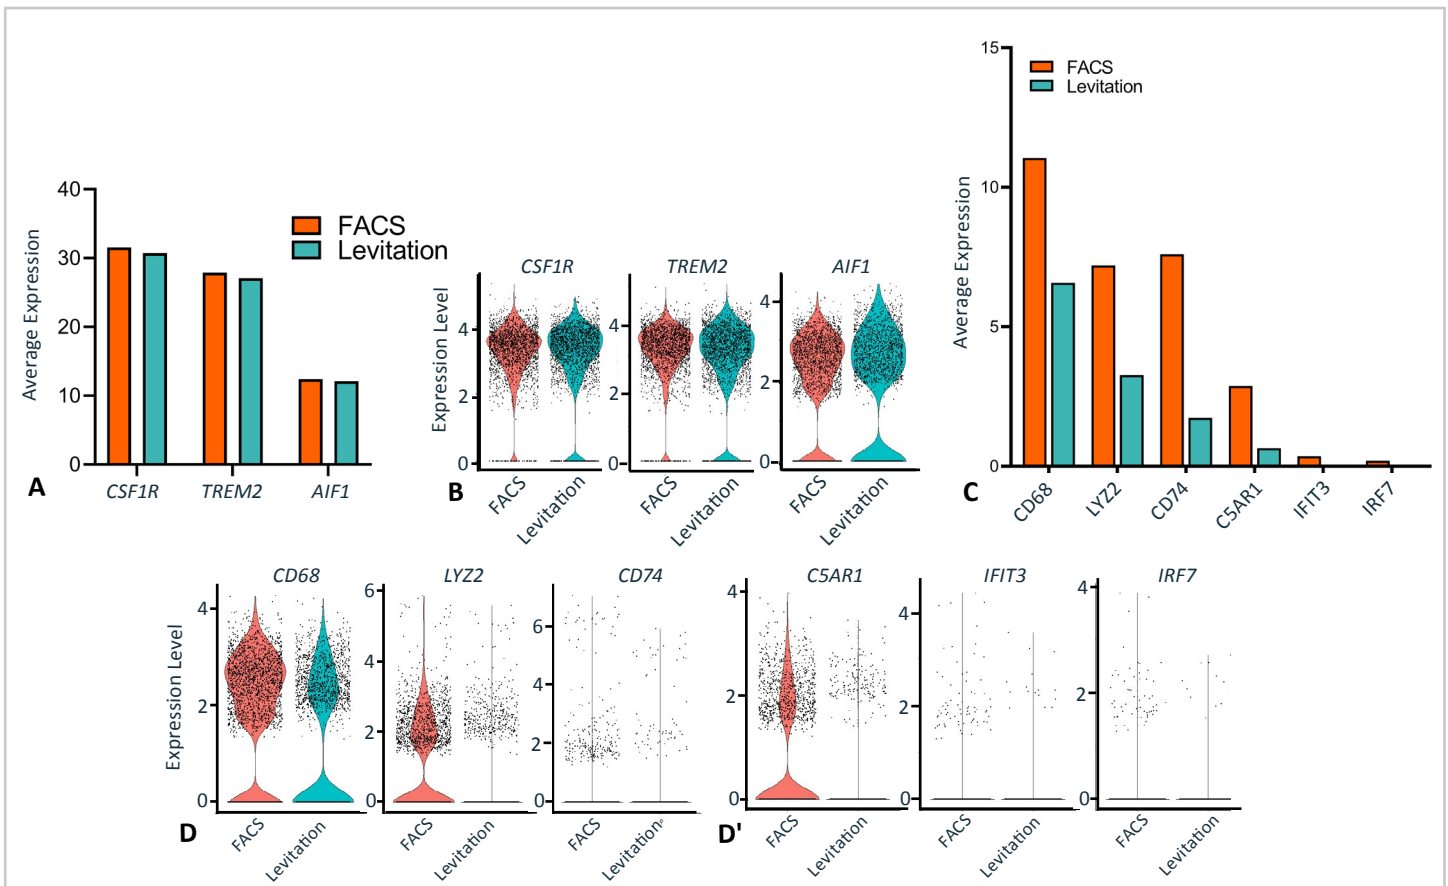 40
30
20
10
0
Average Expression
FACS
Levitation
CSF1R
TREM2
AIF1
A
CSF1R
TREM2
AIF1
Expression Level
4
2
0
4
2
0
4
2
0
FACS
Levitation
FACS
Levitation
FACS
Levitation
B
15
10
5
0
Average Expression
FACS
Levitation
CD68
LYZ2
CD74
C5AR1
IFIT3
IRF7
C
CD68
LYZ2
CD74
Expression Level
4
2
0
6
4
2
0
6
4
2
0
FACS
Levitation
FACS
Levitation
FACS
Levitation
D
C5AR1
IFIT3
IRF7
4
2
0
4
2
0
4
2
0
FACS
Levitation
FACS
Levitation
FACS
Levitation
D'